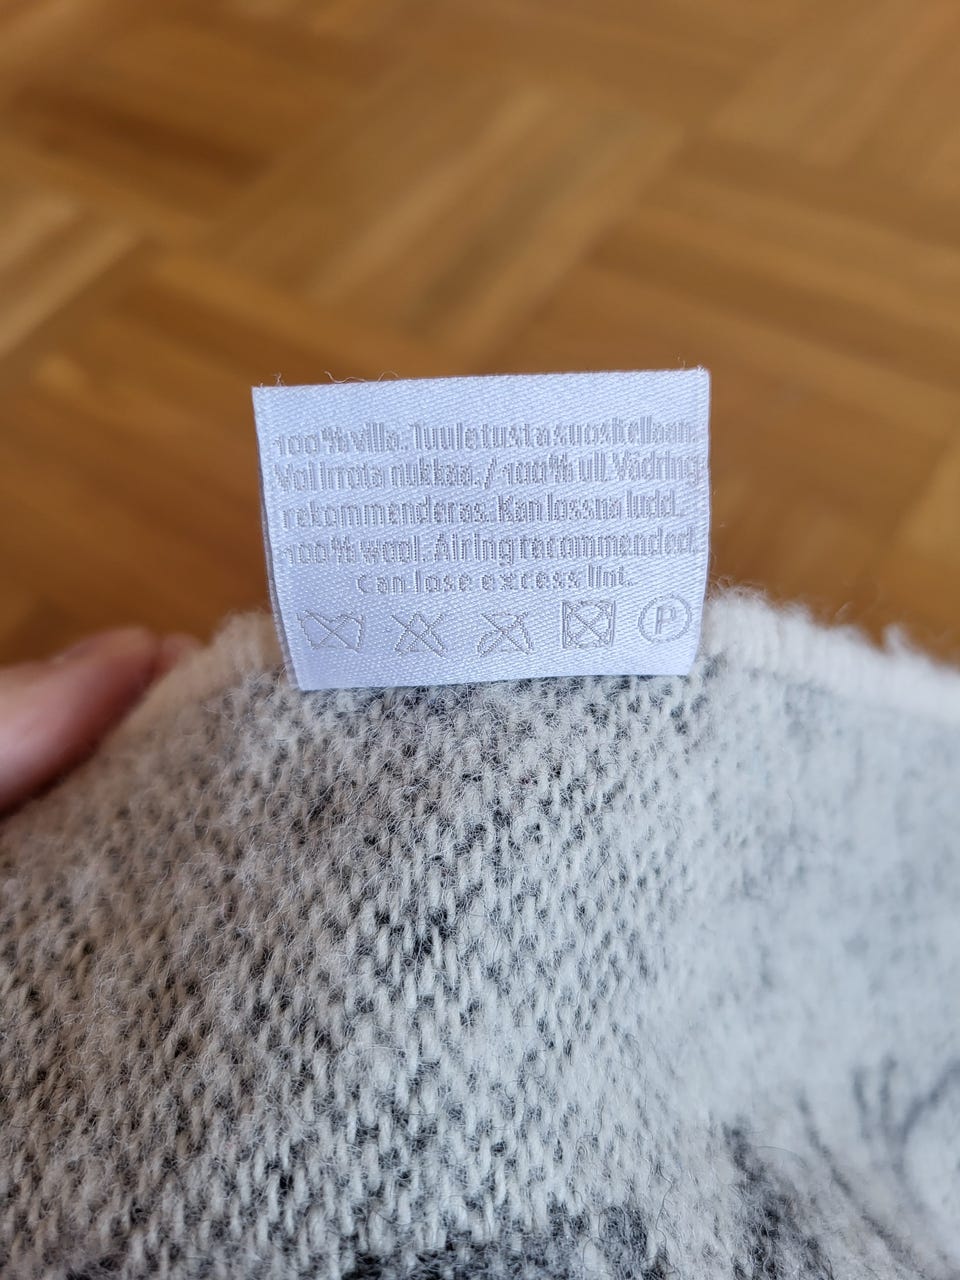 100% villa. Tuuletusta suositellaan.
Voi irrota nukkaa. / 100% ull. Vädring
rekommenderas. Kan lossna ludd.
100% wool. Airing recommended.
Can lose excess lint.
P